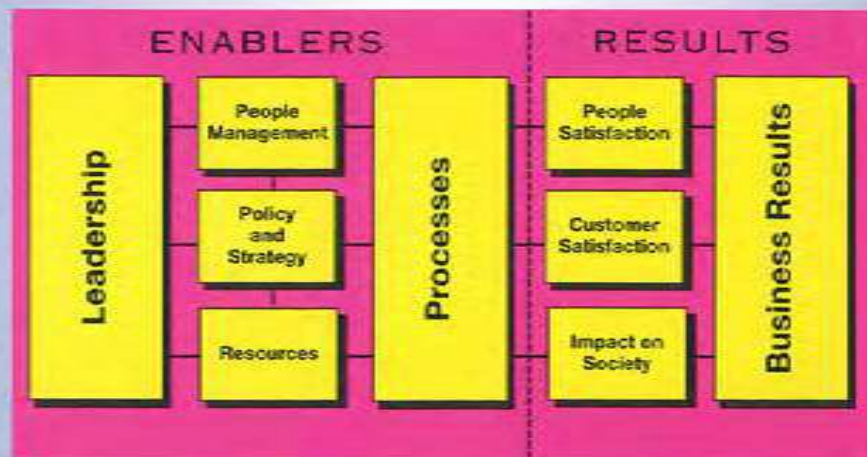 ENABLERS
RESULTS
Leadership
People
Management
Policy
and
Strategy
Resources
Processes
People
Satisfaction
Customer
Satisfaction
Impact on
Society
Business Results